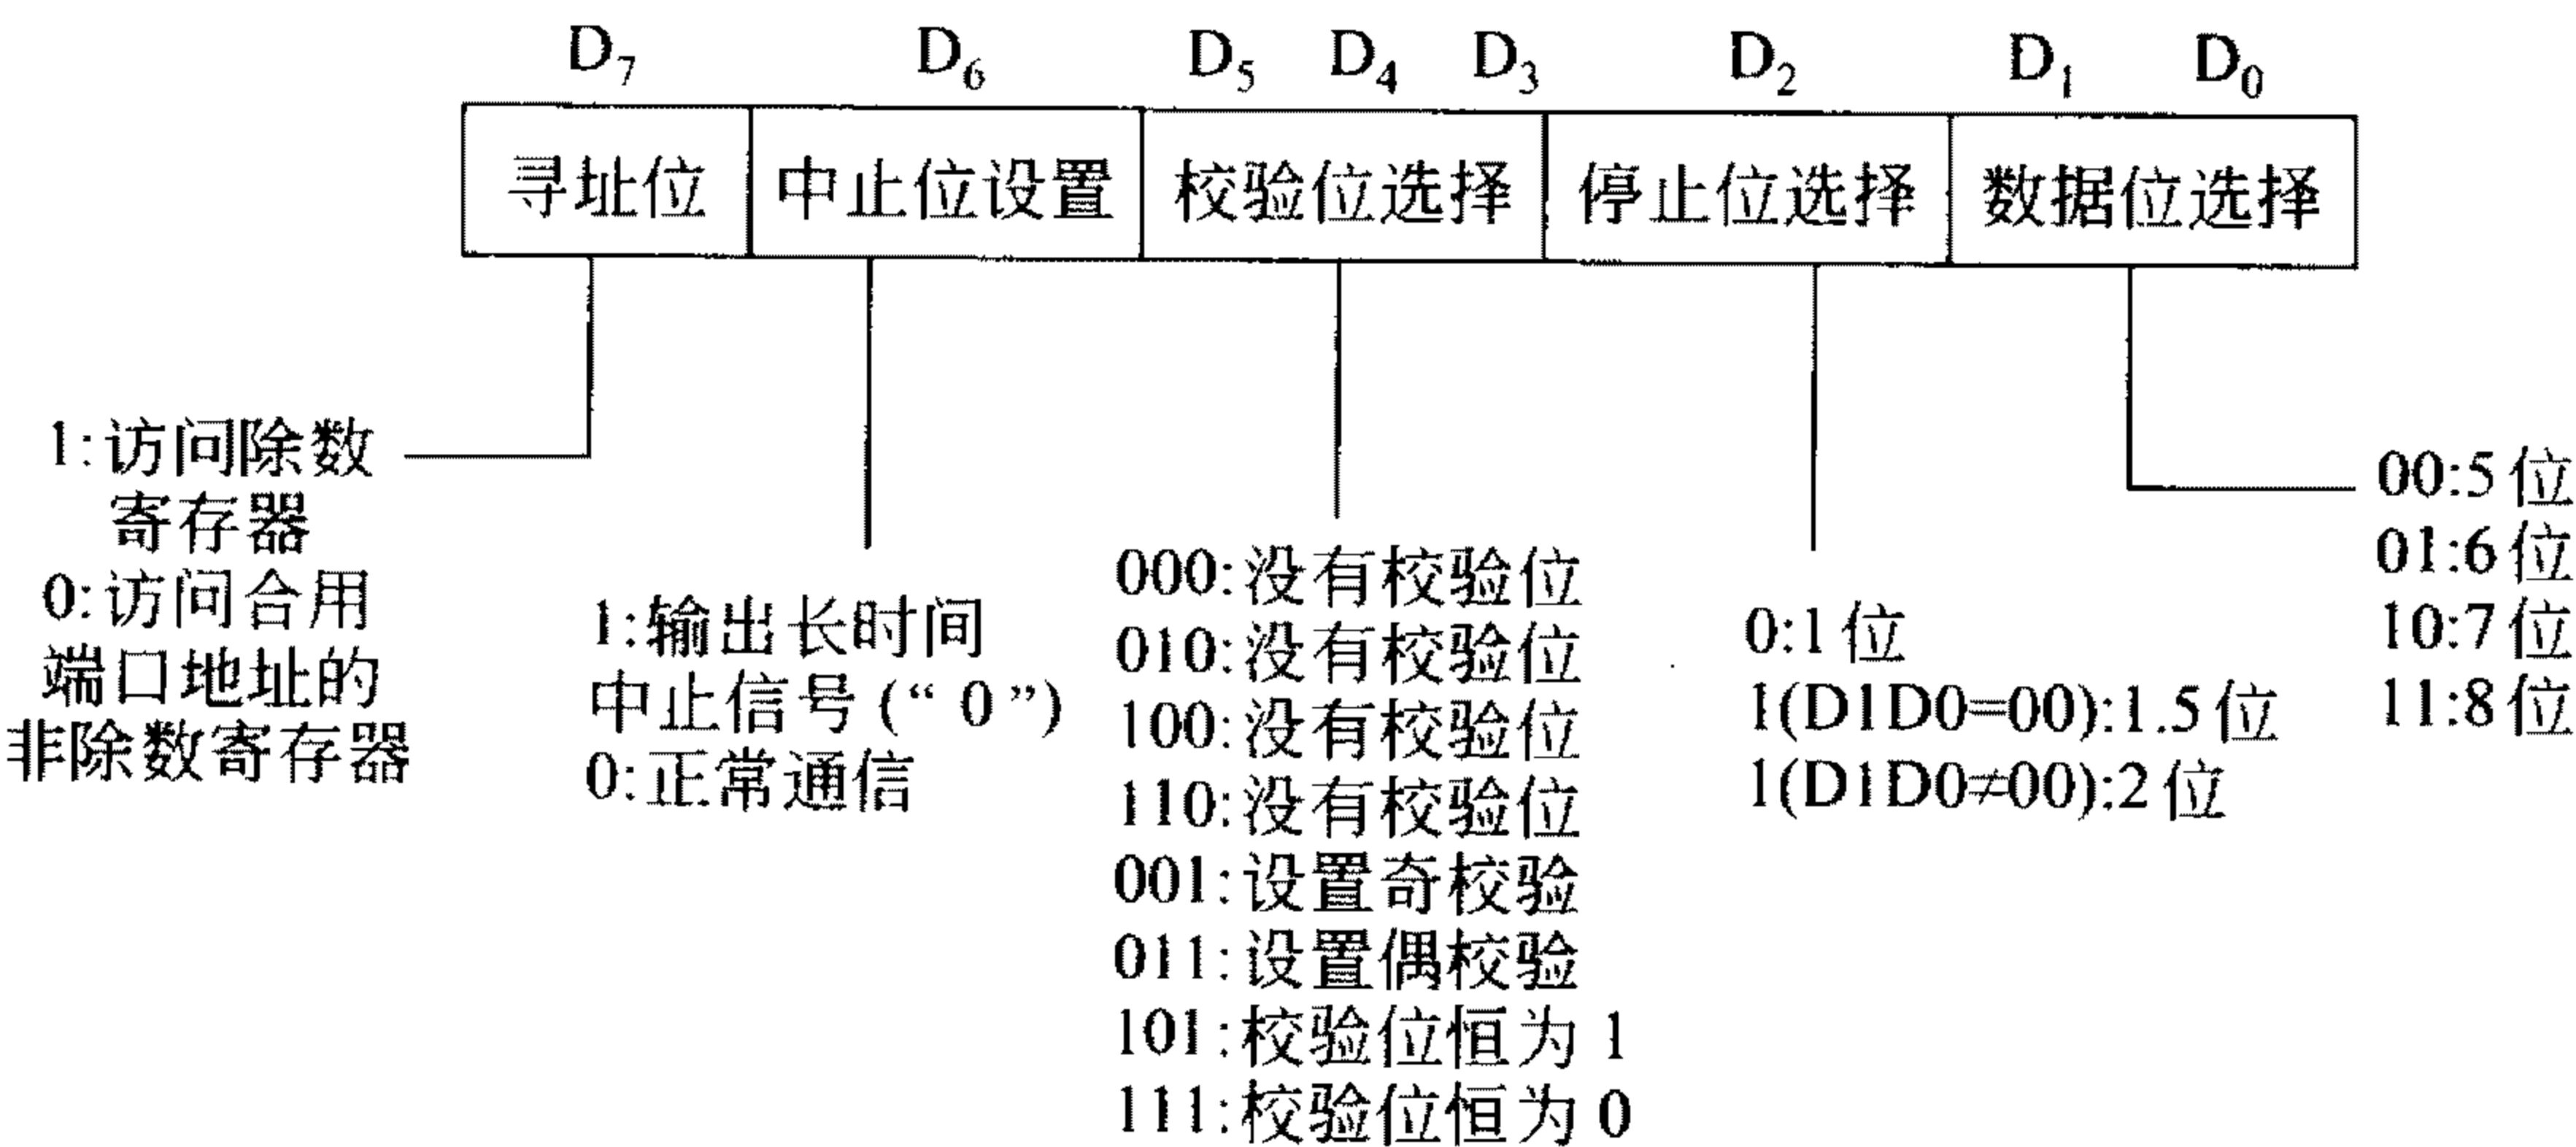 D₇ D₆ D₅ D₄ D₃ D₂ D₁ D₀
寻址位 中止位设置 校验位选择 停止位选择 数据位选择
1:访问除数
寄存器
0:访问合用
端口地址的
非除数寄存器
1:输出长时间
中止信号 (“ 0 ”)
0:正常通信
000:没有校验位
010:没有校验位
100:没有校验位
110:没有校验位
001:设置奇校验
011:设置偶校验
101:校验位恒为 1
111:校验位恒为 0
0:1 位
1(D1D0=00):1.5 位
1(D1D0≠00):2 位
00:5 位
01:6 位
10:7 位
11:8 位